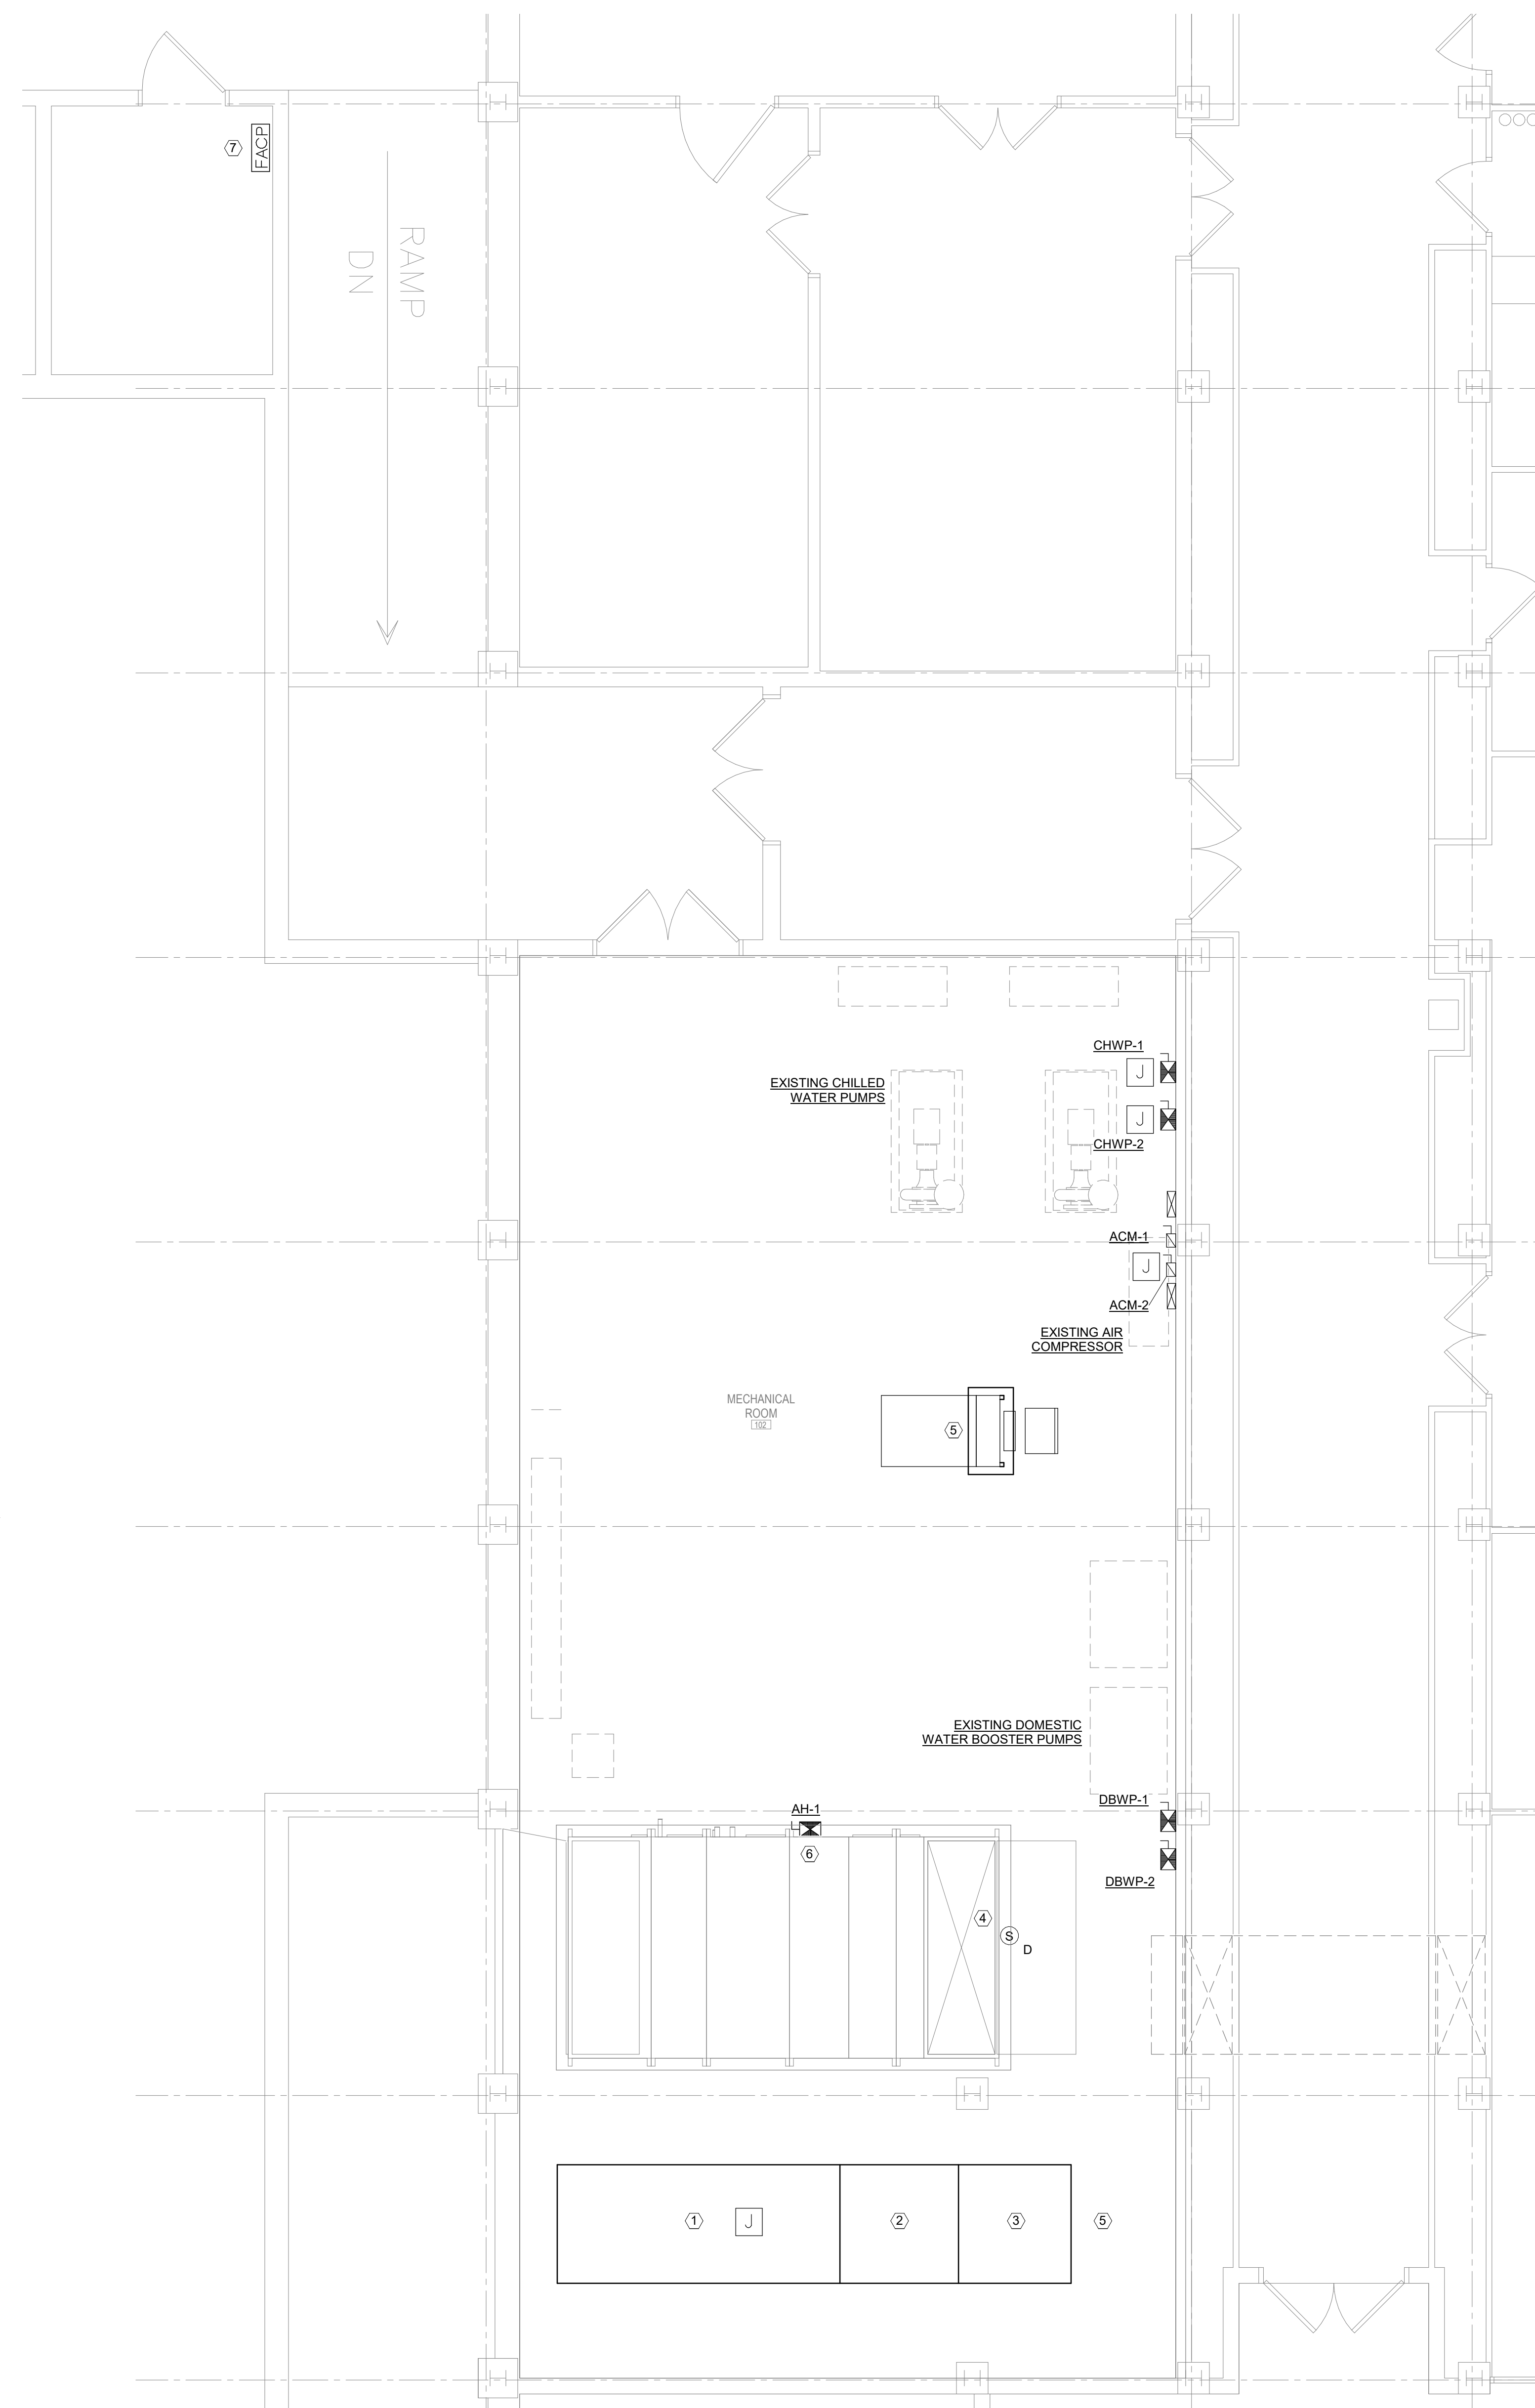 7
FACP
RAMP
DN
CHWP-1
J
EXISTING CHILLED
WATER PUMPS
J
CHWP-2
ACM-1
J
ACM-2
EXISTING AIR
COMPRESSOR
MECHANICAL
ROOM
102
5
EXISTING DOMESTIC
WATER BOOSTER PUMPS
AH-1
DBWP-1
6
DBWP-2
4
S
D
1
J
2
3
5